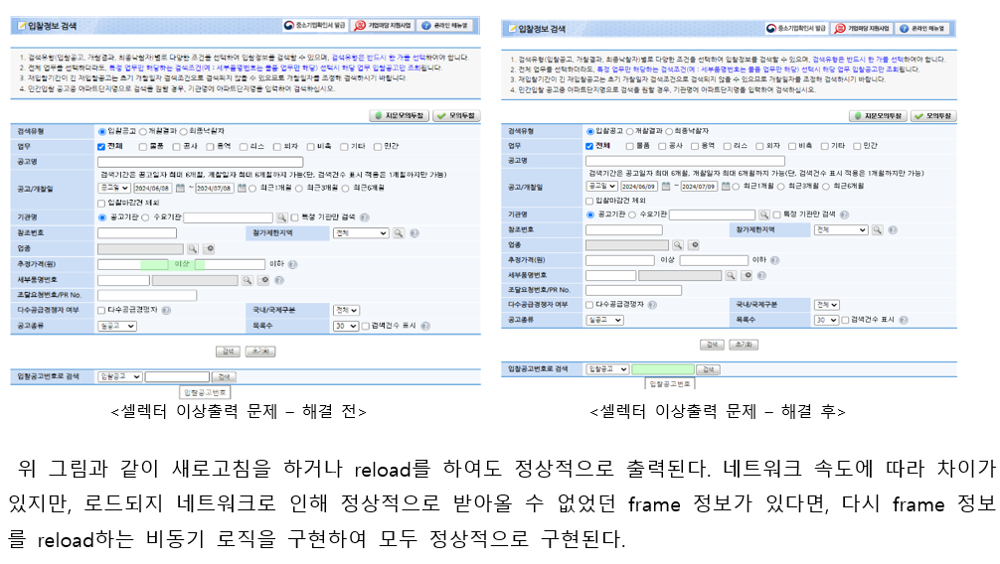 입찰정보 검색
중소기업확인서 발급 기업마당 지원사업 온라인 매뉴얼
1. 검색유형(입찰공고, 개찰결과, 최종낙찰자)별로 다양한 조건을 선택하여 입찰정보를 검색할 수 있으며, 검색유형은 반드시 한 가를 선택하여야 합니다.
2. 전체 업무를 선택하더라도, 특정 업무만 해당하는 검색조건(예 : 세부품명번호는 물품 업무만 해당) 선택시 해당 업무 입찰공고만 조회됩니다.
3. 재입찰기간이 긴 재입찰공고는 초기 개찰일자 검색조건으로 검색되지 않을 수 있으므로 개찰일자를 조정해 검색하시기 바랍니다.
4. 민간입찰 공고중 아파트단지명으로 검색을 원할 경우, 기관명에 아파트단지명을 입력하여 검색하십시오.
지문모의투찰 모의투찰
검색유형 입찰공고 개찰결과 최종낙찰자
업무 전체 물품 공사 용역 리스 외자 비축 기타 민간
공고명
검색기간은 공고일자 최대 6개월, 개찰일자 최대 6개월까지 가능(단, 검색건수 표시 적용은 1개월까지만 가능)
공고/개찰일 공고일 2024/06/08 ~ 2024/07/08 최근1개월 최근3개월 최근6개월
입찰마감건 제외
기관명 공고기관 수요기관 특정 기관만 검색
참조번호 참가제한지역 전체
업종
추정가격(원) 이상 이하
세부품명번호
조달요청번호/PR No.
다수공급경쟁자 여부 다수공급경쟁자 국내/국제구분 전체
공고종류 실공고 목록수 30 검색건수 표시
검색 초기화
입찰공고번호로 검색 입찰공고 검색
입찰공고번호
<셀렉터 이상출력 문제 – 해결 전>
입찰정보 검색
중소기업확인서 발급 기업마당 지원사업 온라인 매뉴얼
1. 검색유형(입찰공고, 개찰결과, 최종낙찰자)별로 다양한 조건을 선택하여 입찰정보를 검색할 수 있으며, 검색유형은 반드시 한 가를 선택하여야 합니다.
2. 전체 업무를 선택하더라도, 특정 업무만 해당하는 검색조건(예 : 세부품명번호는 물품 업무만 해당) 선택시 해당 업무 입찰공고만 조회됩니다.
3. 재입찰기간이 긴 재입찰공고는 초기 개찰일자 검색조건으로 검색되지 않을 수 있으므로 개찰일자를 조정해 검색하시기 바랍니다.
4. 민간입찰 공고중 아파트단지명으로 검색을 원할 경우, 기관명에 아파트단지명을 입력하여 검색하십시오.
지문모의투찰 모의투찰
검색유형 입찰공고 개찰결과 최종낙찰자
업무 전체 물품 공사 용역 리스 외자 비축 기타 민간
공고명
검색기간은 공고일자 최대 6개월, 개찰일자 최대 6개월까지 가능(단, 검색건수 표시 적용은 1개월까지만 가능)
공고/개찰일 공고일 2024/06/09 ~ 2024/07/09 최근1개월 최근3개월 최근6개월
입찰마감건 제외
기관명 공고기관 수요기관 특정 기관만 검색
참조번호 참가제한지역 전체
업종
추정가격(원) 이상 이하
세부품명번호
조달요청번호/PR No.
다수공급경쟁자 여부 다수공급경쟁자 국내/국제구분 전체
공고종류 실공고 목록수 30 검색건수 표시
검색 초기화
입찰공고번호로 검색 입찰공고 검색
입찰공고번호
<셀렉터 이상출력 문제 – 해결 후>
위 그림과 같이 새로고침을 하거나 reload를 하여도 정상적으로 출력된다. 네트워크 속도에 따라 차이가
있지만, 로드되지 네트워크로 인해 정상적으로 받아올 수 없었던 frame 정보가 있다면, 다시 frame 정보
를 reload하는 비동기 로직을 구현하여 모두 정상적으로 구현된다.